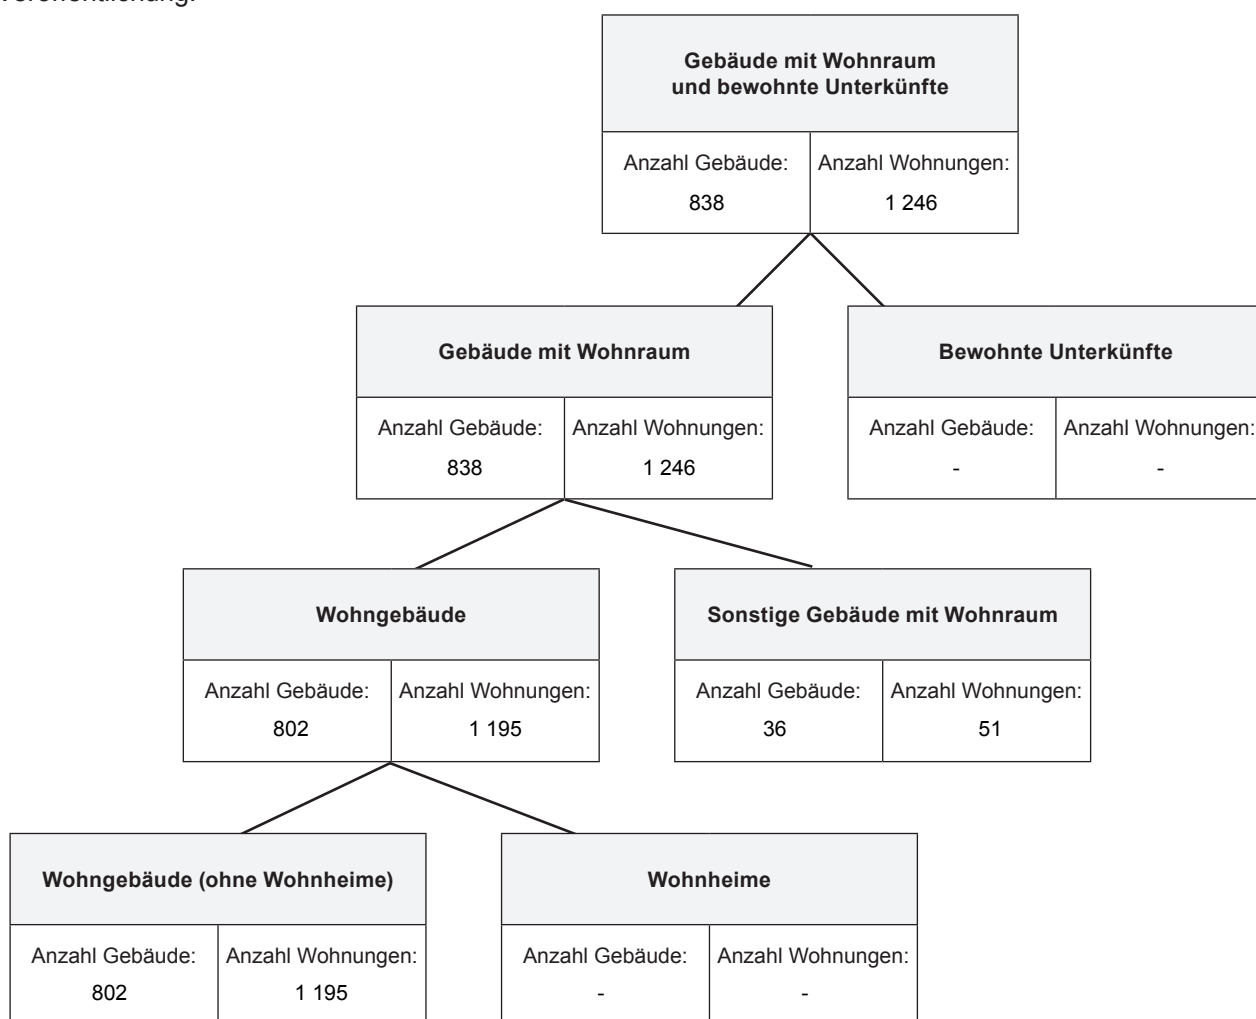 Veröffentlichung.
Gebäude mit Wohnraum
und bewohnte Unterkünfte
Anzahl Gebäude: Anzahl Wohnungen:
838 1 246
Gebäude mit Wohnraum Bewohnte Unterkünfte
Anzahl Gebäude: Anzahl Wohnungen: Anzahl Gebäude: Anzahl Wohnungen:
838 1 246 - -
Wohngebäude Sonstige Gebäude mit Wohnraum
Anzahl Gebäude: Anzahl Wohnungen: Anzahl Gebäude: Anzahl Wohnungen:
802 1 195 36 51
Wohngebäude (ohne Wohnheime) Wohnheime
Anzahl Gebäude: Anzahl Wohnungen: Anzahl Gebäude: Anzahl Wohnungen:
802 1 195 - -